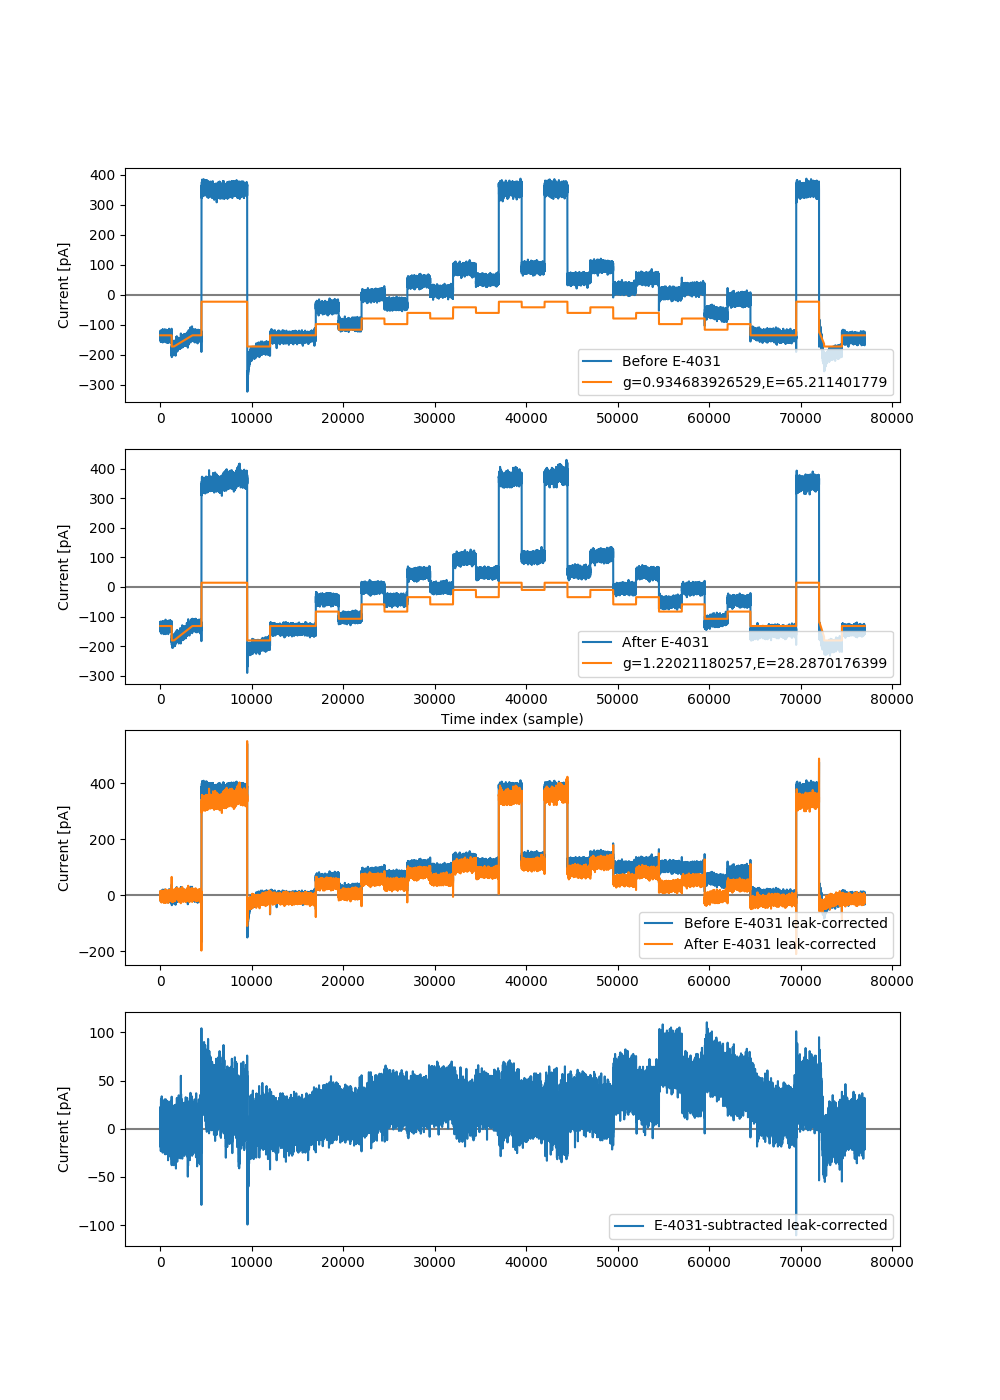 400
300
200
100
0
−100
−200
−300
Current [pA]
Before E-4031
g=0.934683926529,E=65.211401779
0 10000 20000 30000 40000 50000 60000 70000 80000
400
300
200
100
0
−100
−200
−300
Current [pA]
After E-4031
g=1.22021180257,E=28.2870176399
0 10000 20000 30000 40000 50000 60000 70000 80000
Time index (sample)
400
200
0
−200
Current [pA]
Before E-4031 leak-corrected
After E-4031 leak-corrected
0 10000 20000 30000 40000 50000 60000 70000 80000
100
50
0
−50
−100
Current [pA]
E-4031-subtracted leak-corrected
0 10000 20000 30000 40000 50000 60000 70000 80000